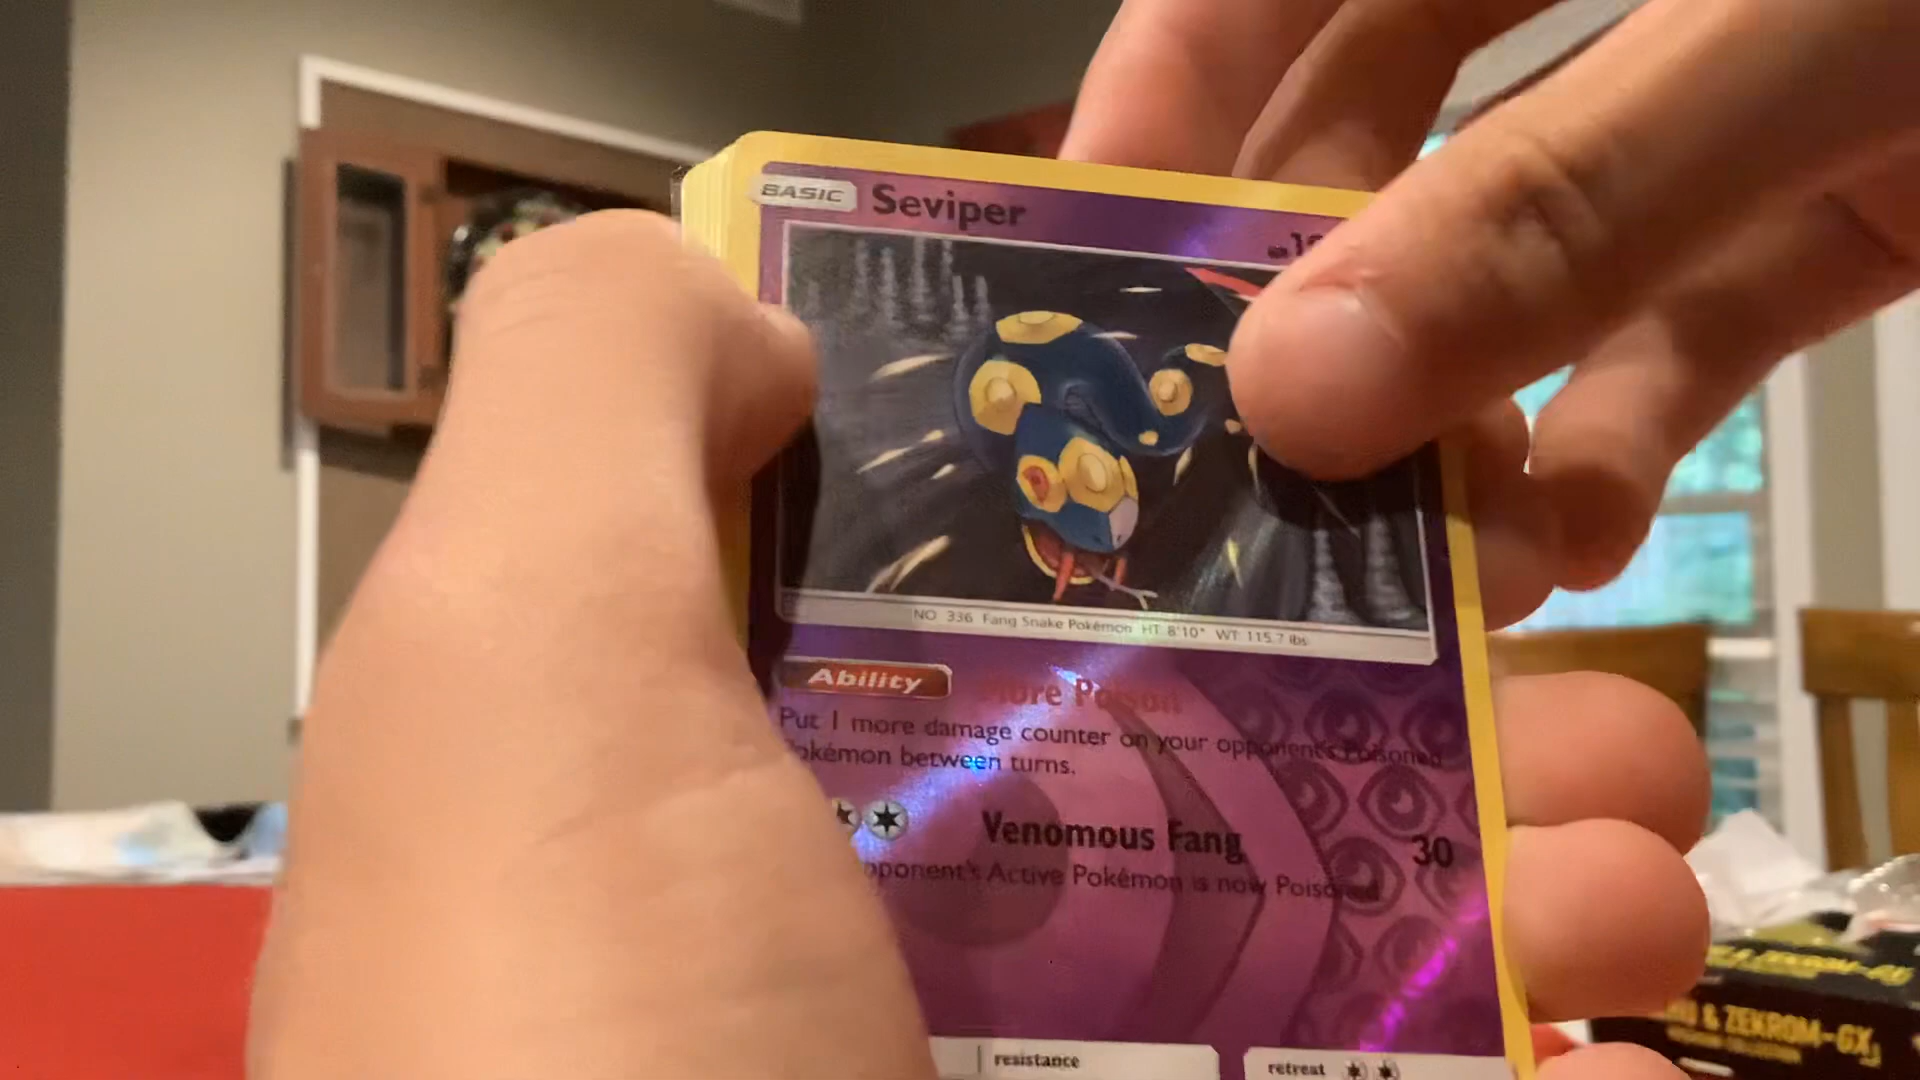 BASIC Seviper
NO 336 Fang Snake Pokémon HT 8'10" WT 115.7 lbs
Ability More Poison
Put 1 more damage counter on your opponent's Poisoned
Pokémon between turns.
Venomous Fang 30
opponent's Active Pokémon is now Poisoned
resistance
retreat
& ZEKROM-GX